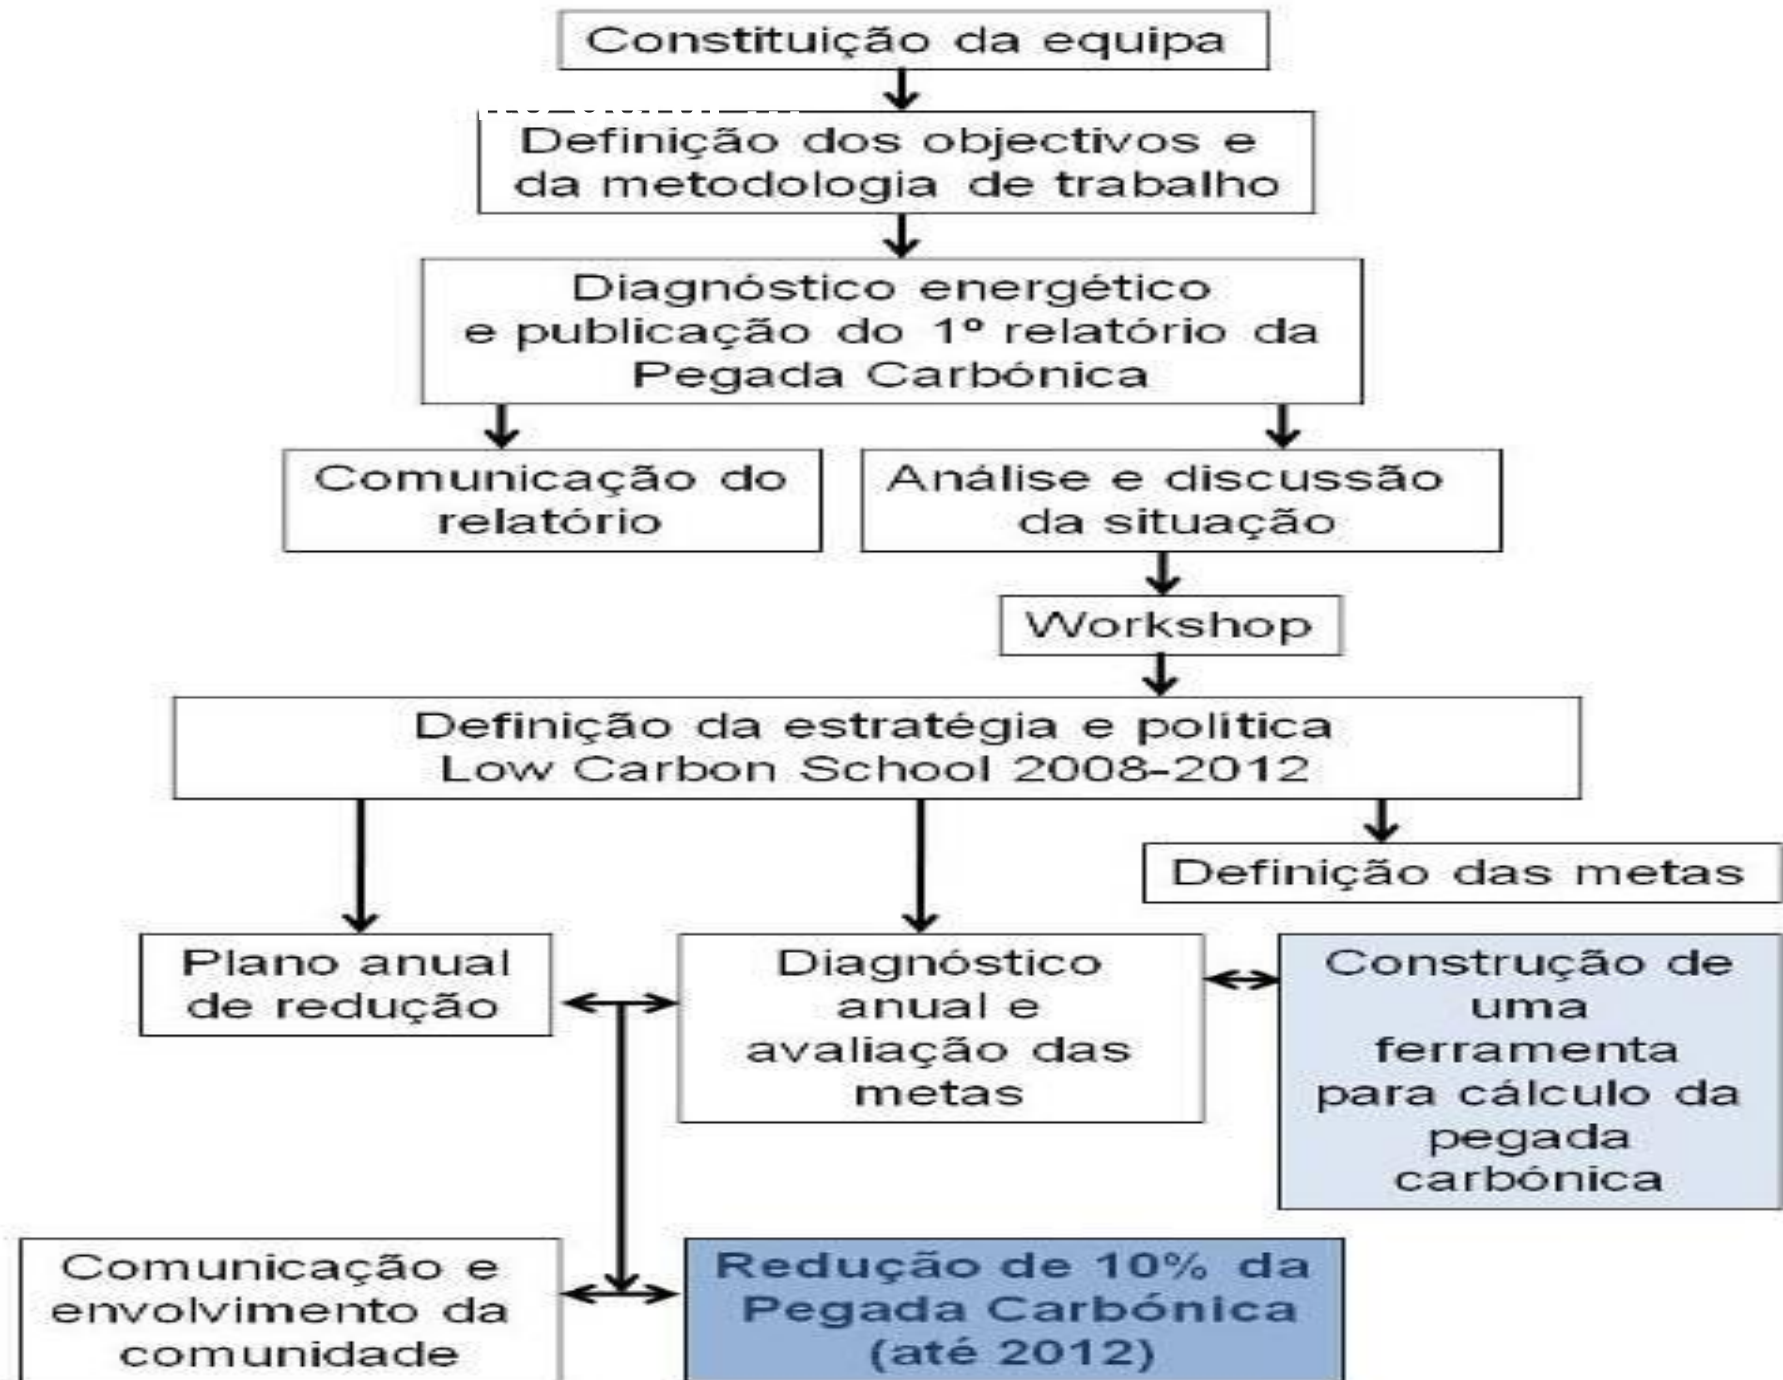 Constituição da equipa
Definição dos objectivos e
da metodologia de trabalho
Diagnóstico energético
e publicação do 1º relatório da
Pegada Carbónica
Comunicação do
relatório
Análise e discussão
da situação
Workshop
Definição da estratégia e política
Low Carbon School 2008-2012
Definição das metas
Plano anual
de redução
Diagnóstico
anual e
avaliação das
metas
Construção de
uma
ferramenta
para cálculo da
pegada
carbónica
Comunicação e
envolvimento da
comunidade
Redução de 10% da
Pegada Carbónica
(até 2012)